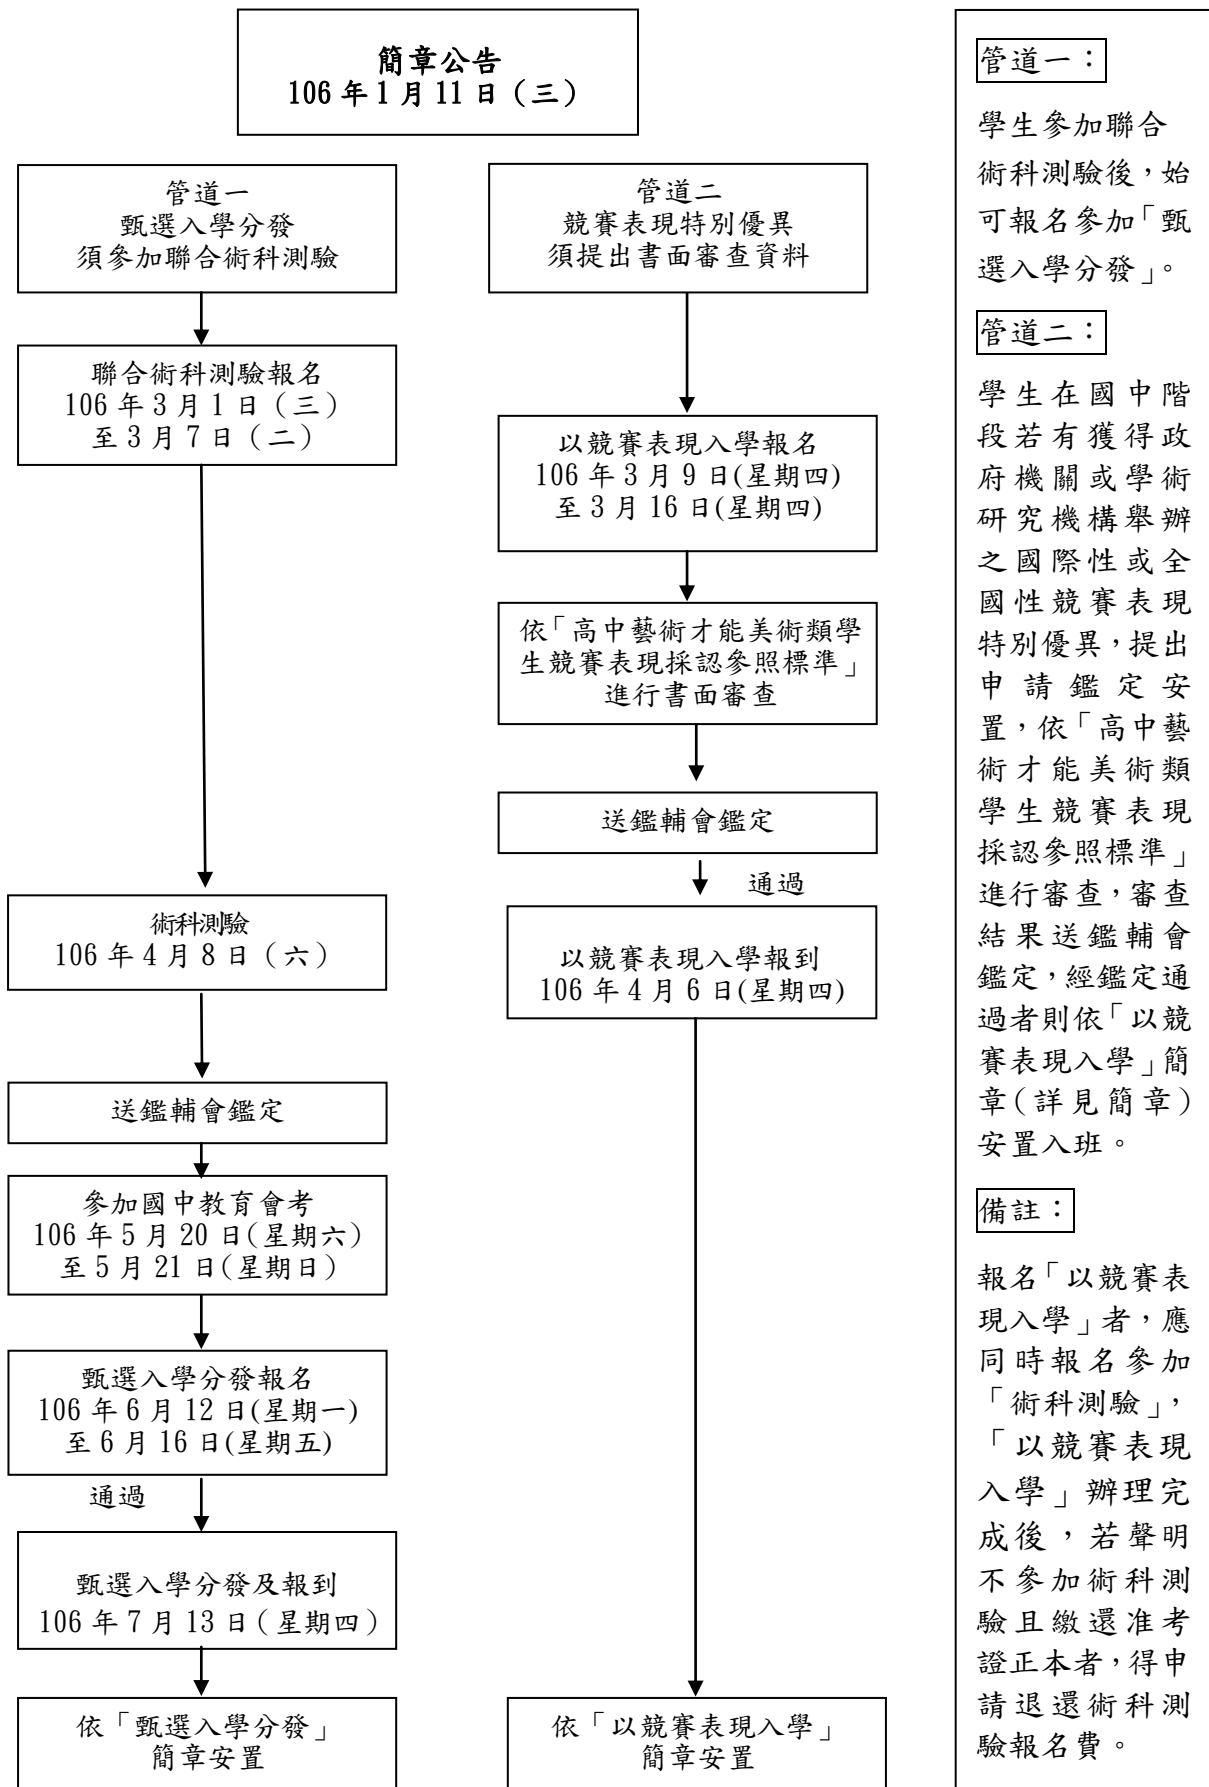 簡章公告
106 年 1 月 11 日（三）
管道一
甄選入學分發
須參加聯合術科測驗
聯合術科測驗報名
106 年 3 月 1 日（三）
至 3 月 7 日（二）
術科測驗
106 年 4 月 8 日（六）
送鑑輔會鑑定
參加國中教育會考
106 年 5 月 20 日(星期六)
至 5 月 21 日(星期日)
甄選入學分發報名
106 年 6 月 12 日(星期一)
至 6 月 16 日(星期五)
通過
甄選入學分發及報到
106 年 7 月 13 日(星期四)
依「甄選入學分發」
簡章安置
管道二
競賽表現特別優異
須提出書面審查資料
以競賽表現入學報名
106 年 3 月 9 日(星期四)
至 3 月 16 日(星期四)
依「高中藝術才能美術類學
生競賽表現採認參照標準」
進行書面審查
送鑑輔會鑑定
通過
以競賽表現入學報到
106 年 4 月 6 日(星期四)
依「以競賽表現入學」
簡章安置
管道一：
學生參加聯合
術科測驗後，始
可報名參加「甄
選入學分發」。
管道二：
學生在國中階
段若有獲得政
府機關或學術
研究機構舉辦
之國際性或全
國性競賽表現
特別優異，提出
申請鑑定安
置，依「高中藝
術才能美術類
學生競賽表現
採認參照標準」
進行審查，審查
結果送鑑輔會
鑑定，經鑑定通
過者則依「以競
賽表現入學」簡
章(詳見簡章)
安置入班。
備註：
報名「以競賽表
現入學」者，應
同時報名參加
「術科測驗」，
「以競賽表現
入學」辦理完
成後，若聲明
不參加術科測
驗且繳還准考
證正本者，得申
請退還術科測
驗報名費。